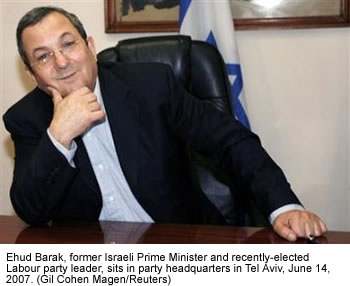 Ehud Barak, former Israeli Prime Minister and recently-elected
Labour party leader, sits in party headquarters in Tel Aviv, June 14,
2007. (Gil Cohen Magen/Reuters)